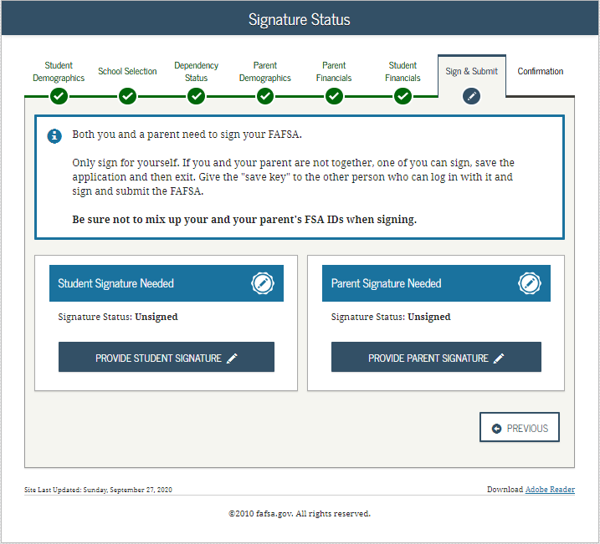 Signature Status
Student
Demographics
School Selection
Dependency
Status
Parent
Demographics
Parent
Financials
Student
Financials
Sign & Submit
Confirmation
Both you and a parent need to sign your FAFSA.
Only sign for yourself. If you and your parent are not together, one of you can sign, save the
application and then exit. Give the "save key" to the other person who can log in with it and
sign and submit the FAFSA.
Be sure not to mix up your and your parent's FSA IDs when signing.
Student Signature Needed
Signature Status: Unsigned
PROVIDE STUDENT SIGNATURE
Parent Signature Needed
Signature Status: Unsigned
PROVIDE PARENT SIGNATURE
PREVIOUS
Site Last Updated: Sunday, September 27, 2020
Download Adobe Reader
©2010 fafsa.gov. All rights reserved.